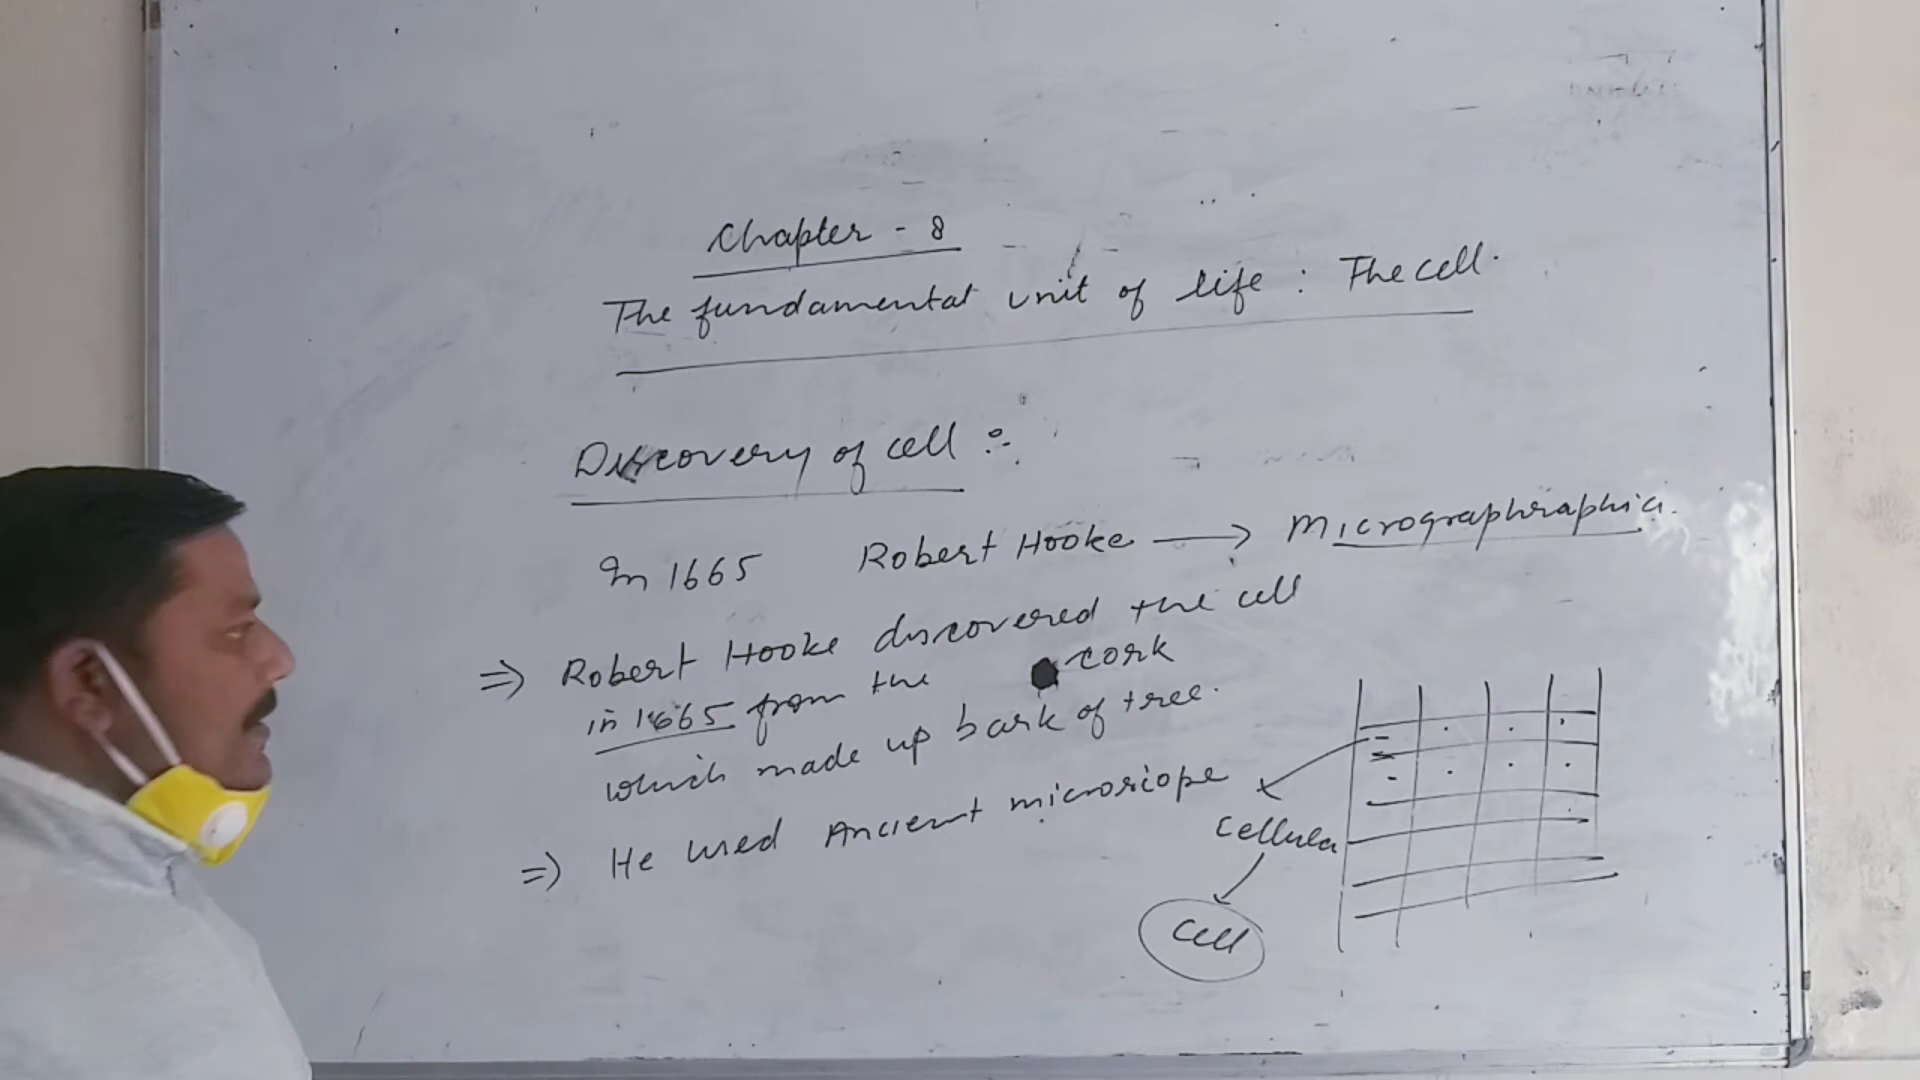 Chapter - 8
The fundamental unit of life : The cell.
Discovery of cell :-
In 1665 Robert Hooke → Micrographraphia.
⇒ Robert Hooke discovered the cell
in 1665 from the cork
which made up bark of tree.
⇒ He used Ancient microscope
Cellula
Cell